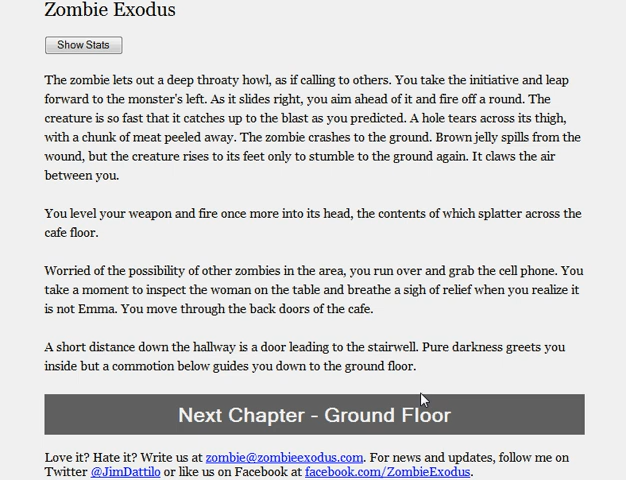 Zombie Exodus
Show Stats
The zombie lets out a deep throaty howl, as if calling to others. You take the initiative and leap
forward to the monster's left. As it slides right, you aim ahead of it and fire off a round. The
creature is so fast that it catches up to the blast as you predicted. A hole tears across its thigh,
with a chunk of meat peeled away. The zombie crashes to the ground. Brown jelly spills from the
wound, but the creature rises to its feet only to stumble to the ground again. It claws the air
between you.
You level your weapon and fire once more into its head, the contents of which splatter across the
cafe floor.
Worried of the possibility of other zombies in the area, you run over and grab the cell phone. You
take a moment to inspect the woman on the table and breathe a sigh of relief when you realize it
is not Emma. You move through the back doors of the cafe.
A short distance down the hallway is a door leading to the stairwell. Pure darkness greets you
inside but a commotion below guides you down to the ground floor.
Next Chapter - Ground Floor
Love it? Hate it? Write us at zombie@zombieexodus.com. For news and updates, follow me on
Twitter @JimDattilo or like us on Facebook at facebook.com/ZombieExodus.